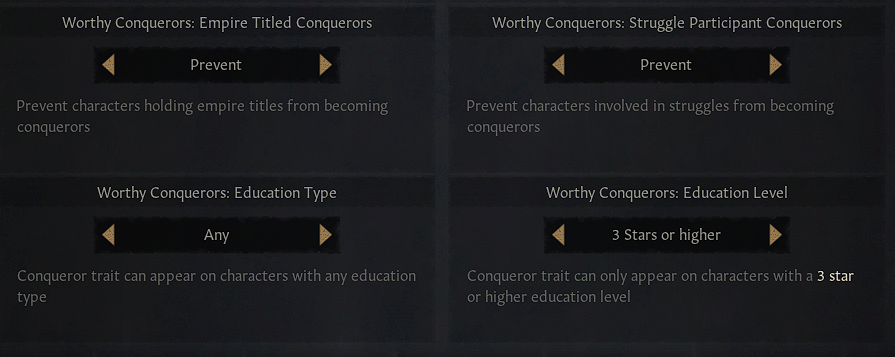 Worthy Conquerors: Empire Titled Conquerors
Prevent
Prevent characters holding empire titles from becoming
conquerors
Worthy Conquerors: Struggle Participant Conquerors
Prevent
Prevent characters involved in struggles from becoming
conquerors
Worthy Conquerors: Education Type
Any
Conqueror trait can appear on characters with any education
type
Worthy Conquerors: Education Level
3 Stars or higher
Conqueror trait can only appear on characters with a 3 star
or higher education level